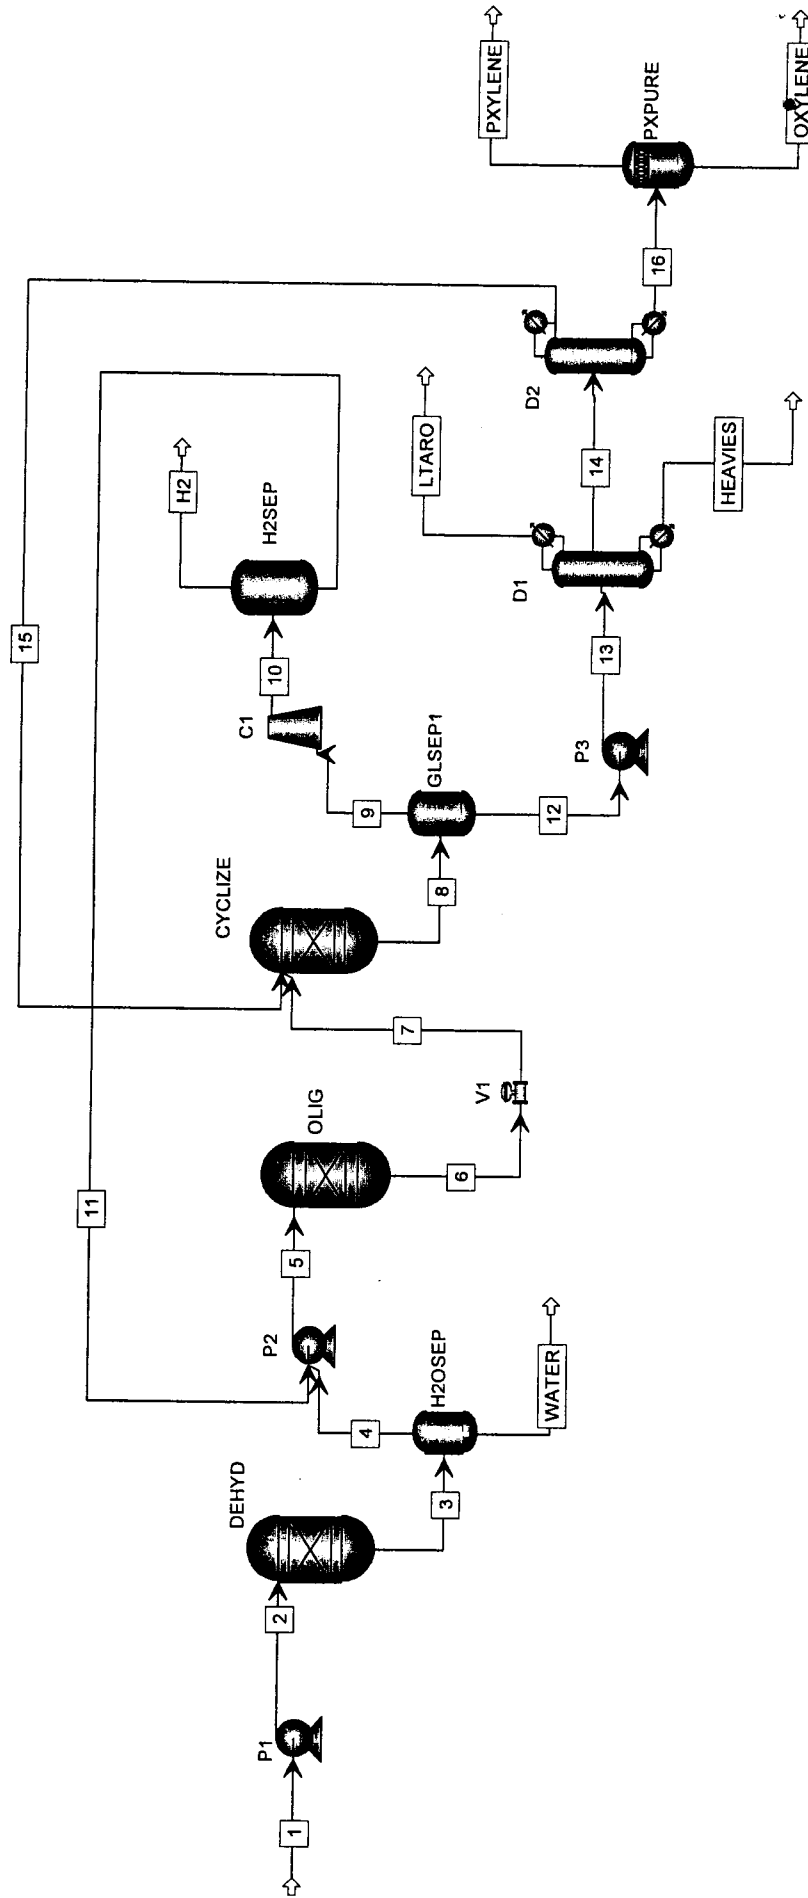 1
P1
2
DEHYD
3
H2OSEP
WATER
4
P2
5
OLIG
6
V1
7
CYCLIZE
8
GLSEP1
9
C1
10
H2SEP
H2
11
12
P3
13
D1
LTARO
HEAVIES
14
D2
15
16
PXPURE
PXYLENE
OXYLENE